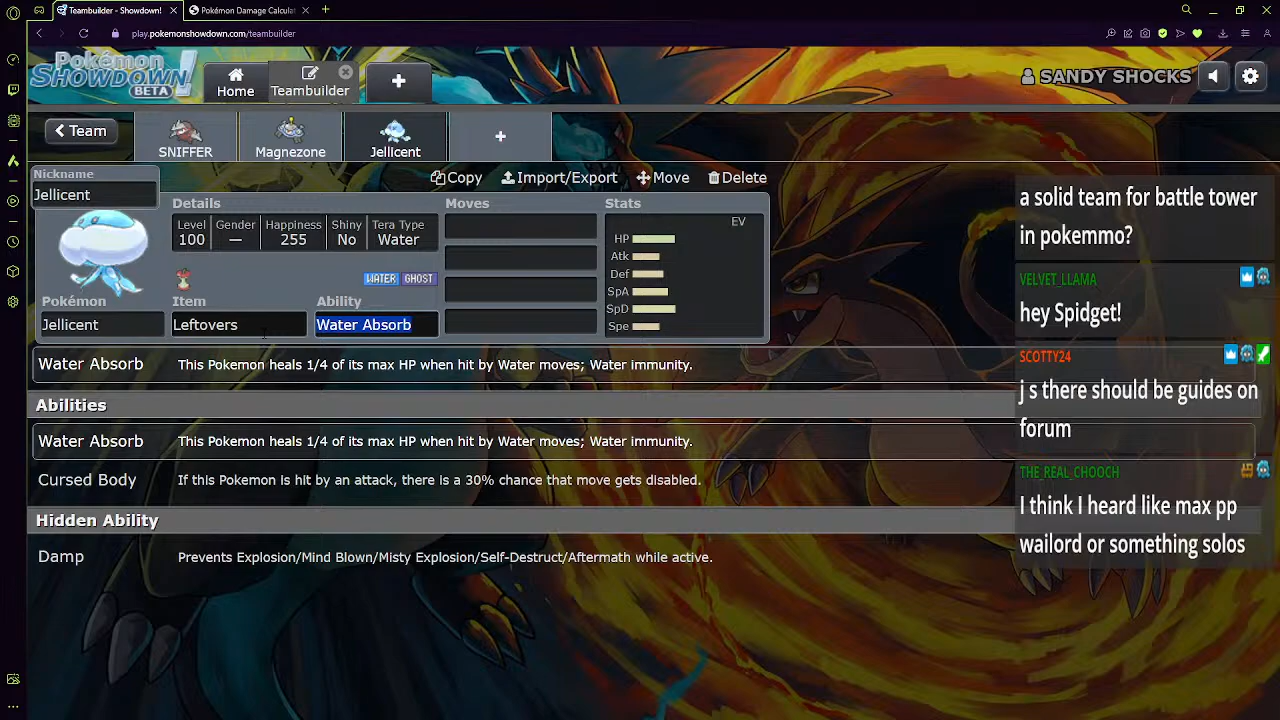 Teambuilder - Showdown!
Pokémon Damage Calculat
play.pokemonshowdown.com/teambuilder
Pokémon
SHOWDOWN!
BETA
Home
Teambuilder
+
SANDY SHOCKS
Team
SNIFFER
Magnezone
Jellicent
+
Nickname
Jellicent
Copy
Import/Export
Move
Delete
Details
Moves
Stats
Level
Gender
Happiness
Shiny
Tera Type
100
—
255
No
Water
EV
HP
Atk
Def
SpA
SpD
Spe
WATER
GHOST
Pokémon
Item
Ability
Jellicent
Leftovers
Water Absorb
Water Absorb This Pokemon heals 1/4 of its max HP when hit by Water moves; Water immunity.
Abilities
Water Absorb This Pokemon heals 1/4 of its max HP when hit by Water moves; Water immunity.
Cursed Body If this Pokemon is hit by an attack, there is a 30% chance that move gets disabled.
Hidden Ability
Damp Prevents Explosion/Mind Blown/Misty Explosion/Self-Destruct/Aftermath while active.
a solid team for battle tower
in pokemmo?
VELVET_LLAMA
hey Spidget!
SCOTTY24
j s there should be guides on
forum
THE_REAL_CHOOCH
I think I heard like max pp
wailord or something solos